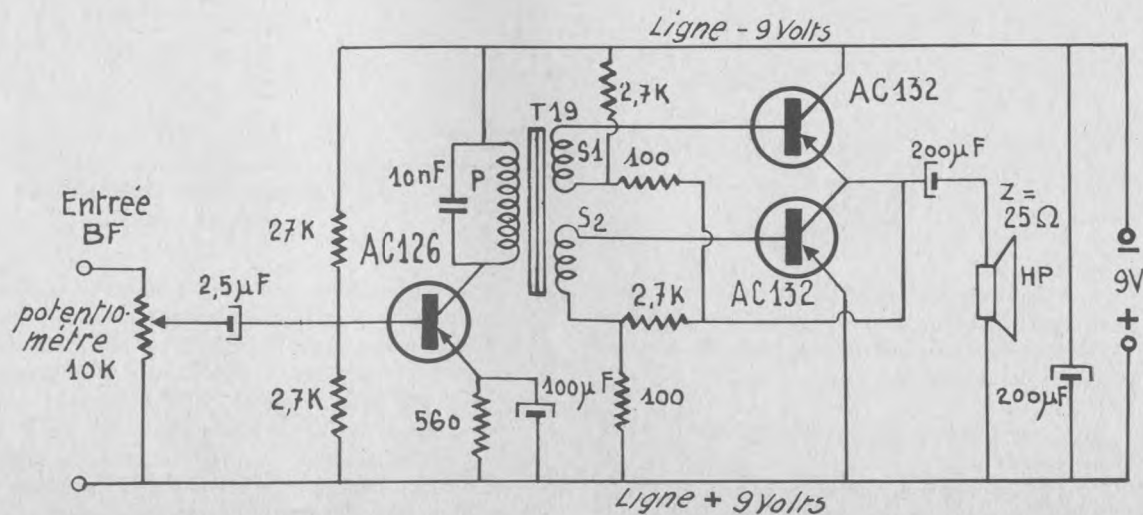 Ligne - 9 Volts
2,7K
AC132
T19
S1
100
10nF
P
200µF
Entrée
BF
27K
S2
Z =
25Ω
AC126
HP
9V
2,5µF
2,7K
AC132
potentio-
mètre
10K
2,7K
560
100µF
100
200µF
Ligne + 9 Volts